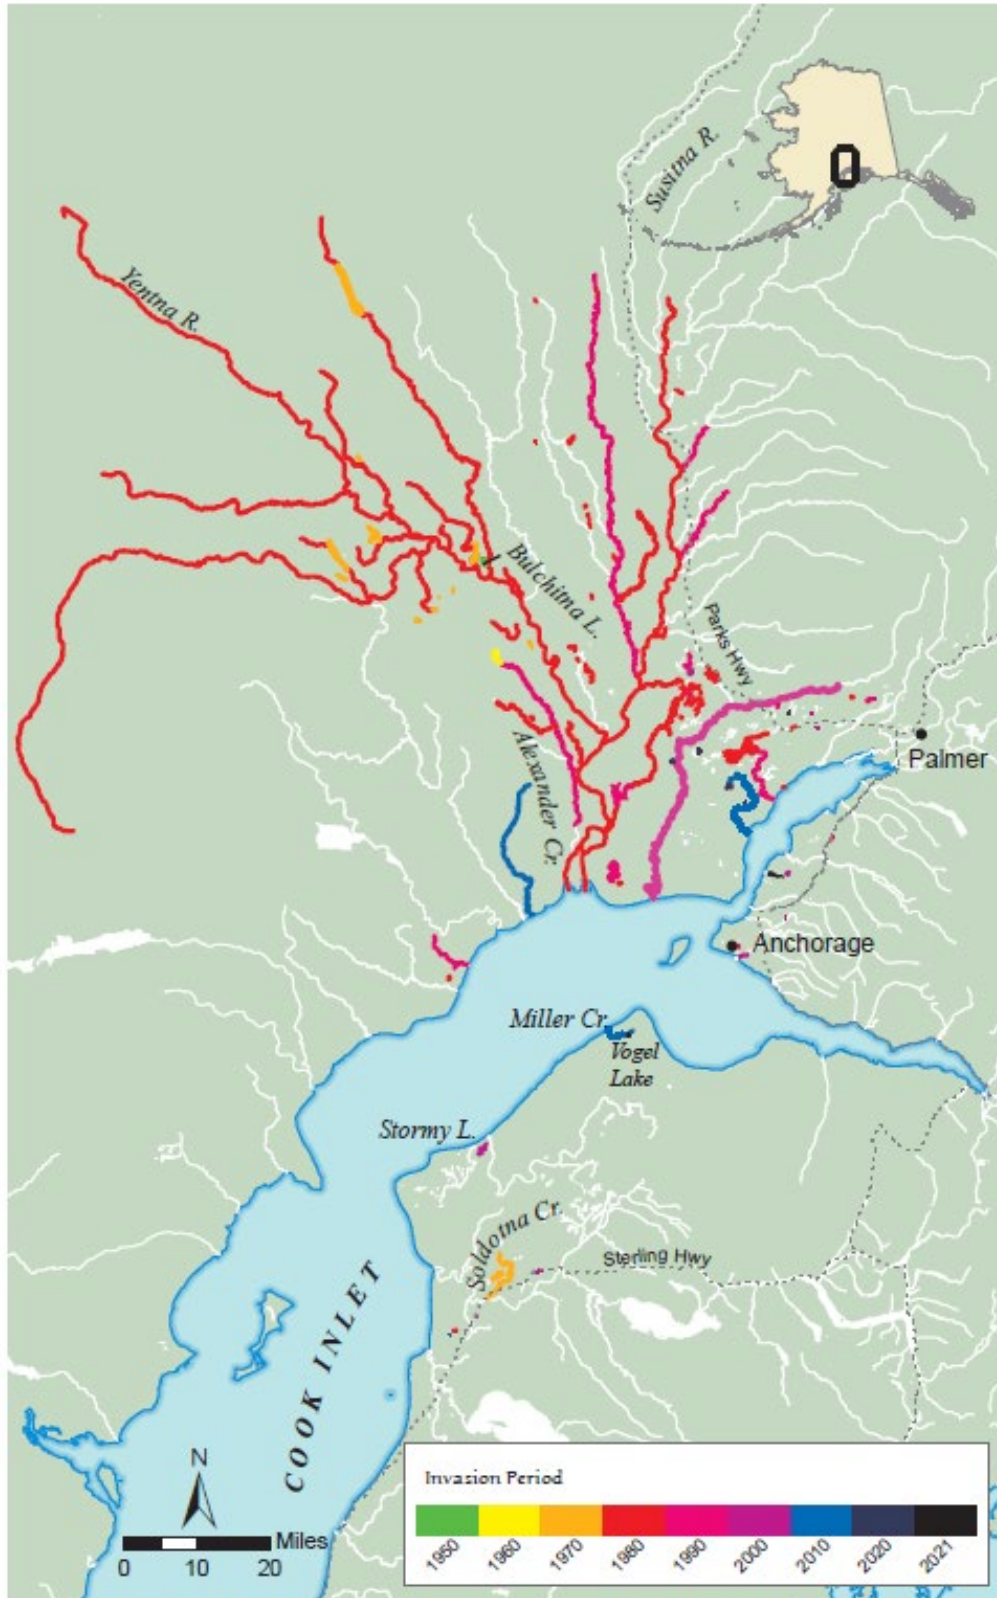 Susitna R.
Yentna R.
Bulchitna L.
Parks Hwy
Alexander Cr.
Palmer
Anchorage
Miller Cr.
Vogel
Lake
Stormy L.
Soldotna Cr.
Sterling Hwy
COOK INLET
N
Miles
0 10 20
Invasion Period
1950 1960 1970 1980 1990 2000 2010 2020 2021